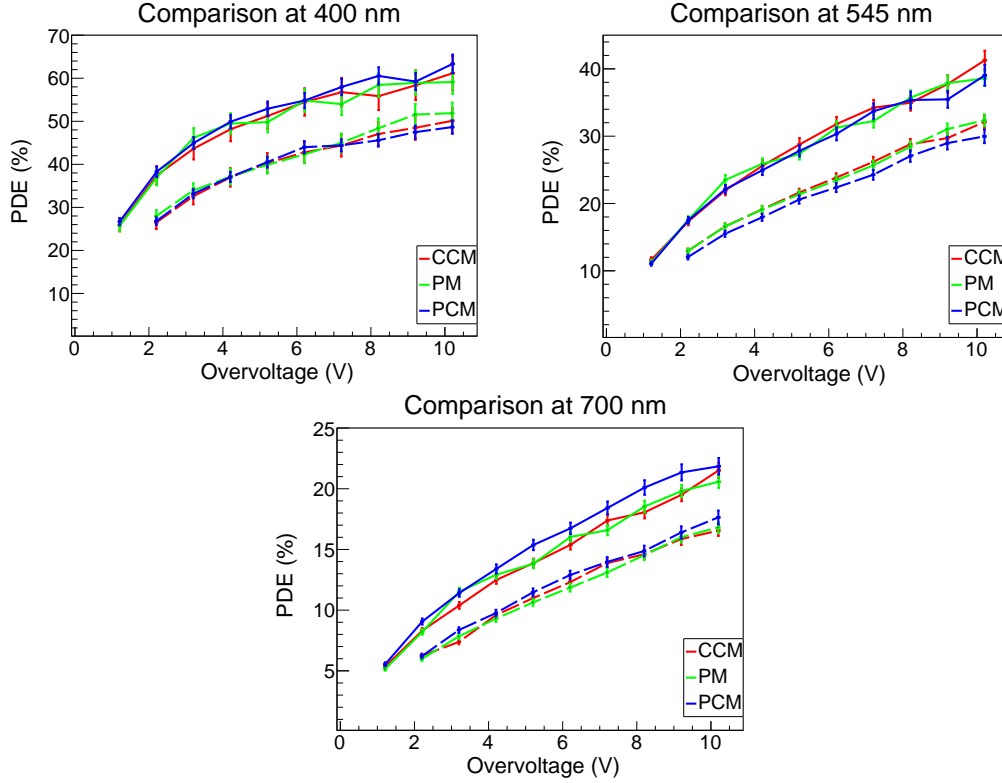 Comparison at 400 nm
PDE (%)
70
60
50
40
30
20
10
0 2 4 6 8 10
Overvoltage (V)
CCM
PM
PCM
Comparison at 545 nm
PDE (%)
40
30
20
10
0 2 4 6 8 10
Overvoltage (V)
CCM
PM
PCM
Comparison at 700 nm
PDE (%)
25
20
15
10
5
0 2 4 6 8 10
Overvoltage (V)
CCM
PM
PCM